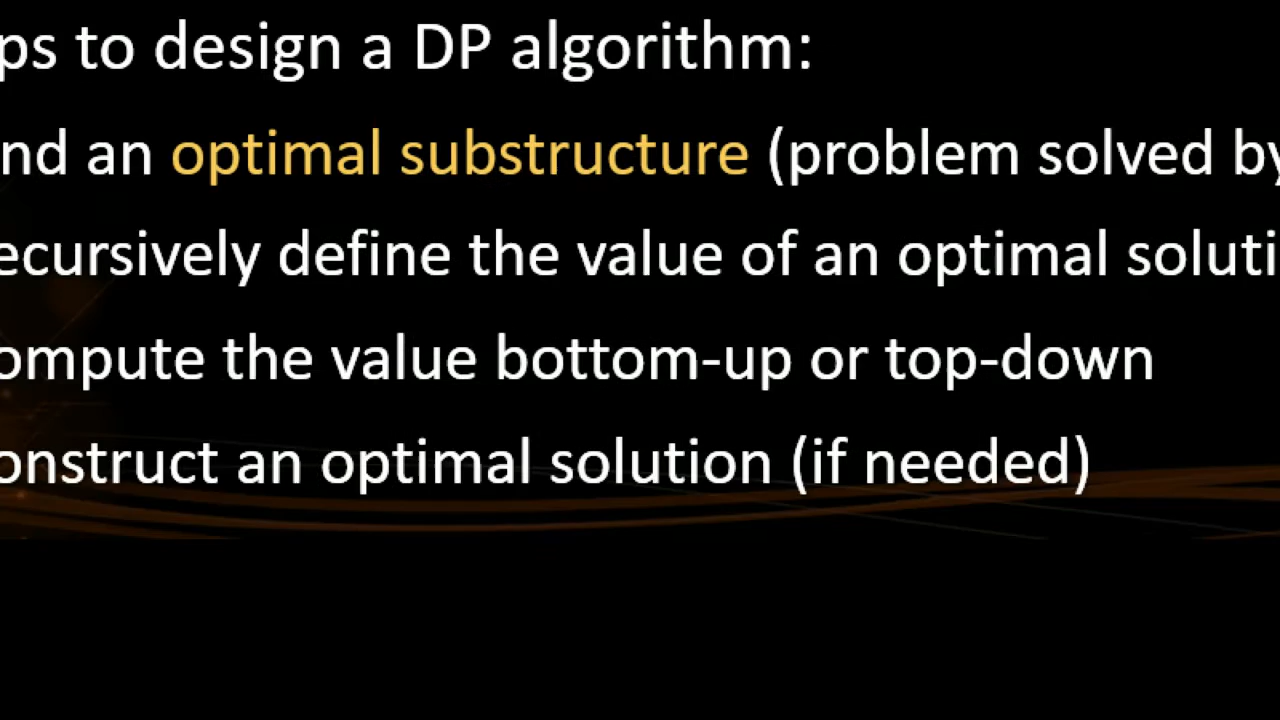 ps to design a DP algorithm:
nd an optimal substructure (problem solved by
ecursively define the value of an optimal soluti
ompute the value bottom-up or top-down
onstruct an optimal solution (if needed)